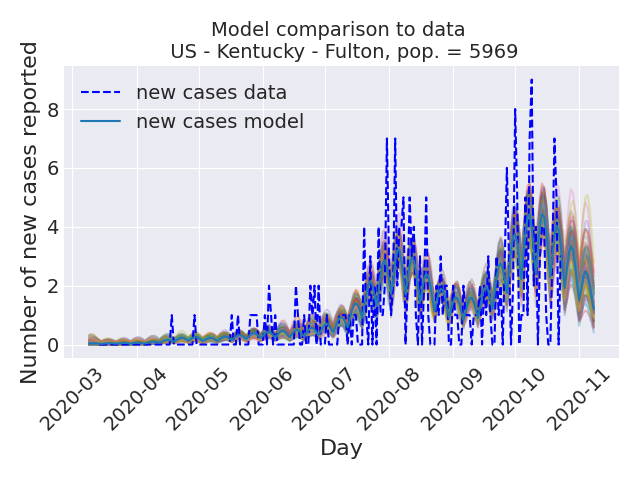 Model comparison to data
US - Kentucky - Fulton, pop. = 5969
Number of new cases reported
8
6
4
2
0
new cases data
new cases model
2020-03
2020-04
2020-05
2020-06
2020-07
2020-08
2020-09
2020-10
2020-11
Day